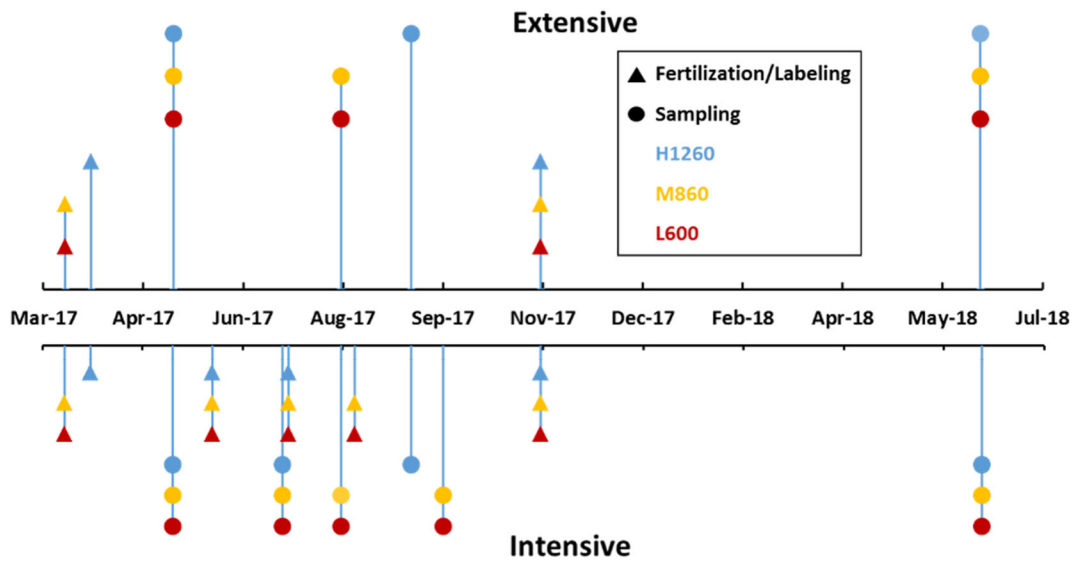 Extensive
Fertilization/Labeling
Sampling
H1260
M860
L600
Mar-17 Apr-17 Jun-17 Aug-17 Sep-17 Nov-17 Dec-17 Feb-18 Apr-18 May-18 Jul-18
Intensive